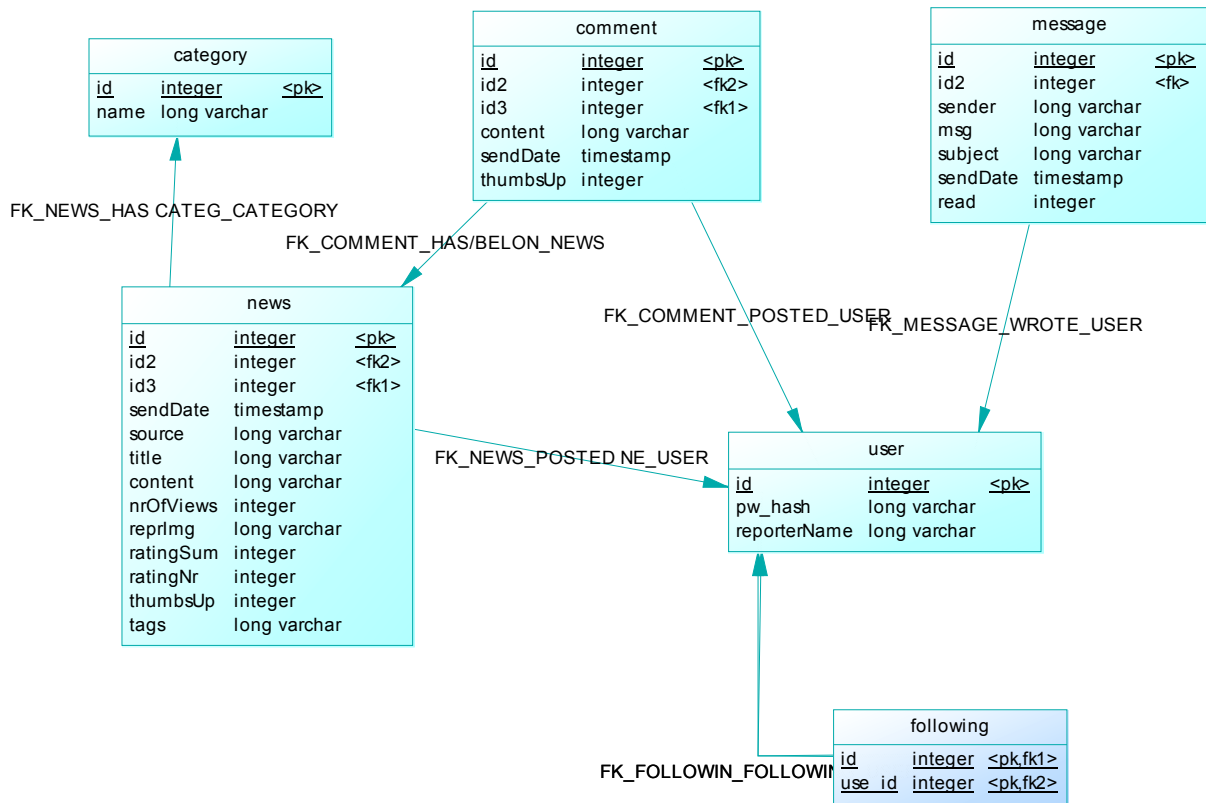 category
id integer <pk>
name long varchar
comment
id integer <pk>
id2 integer <fk2>
id3 integer <fk1>
content long varchar
sendDate timestamp
thumbsUp integer
message
id integer <pk>
id2 integer <fk>
sender long varchar
msg long varchar
subject long varchar
sendDate timestamp
read integer
FK_NEWS_HAS CATEG_CATEGORY
FK_COMMENT_HAS/BELON_NEWS
FK_COMMENT_POSTED_USER
FK_MESSAGE_WROTE_USER
news
id integer <pk>
id2 integer <fk2>
id3 integer <fk1>
sendDate timestamp
source long varchar
title long varchar
content long varchar
nrOfViews integer
reprImg long varchar
ratingSum integer
ratingNr integer
thumbsUp integer
tags long varchar
FK_NEWS_POSTED NE_USER
user
id integer <pk>
pw_hash long varchar
reporterName long varchar
FK_FOLLOWIN_FOLLOWIN
following
id integer <pk,fk1>
use_id integer <pk,fk2>